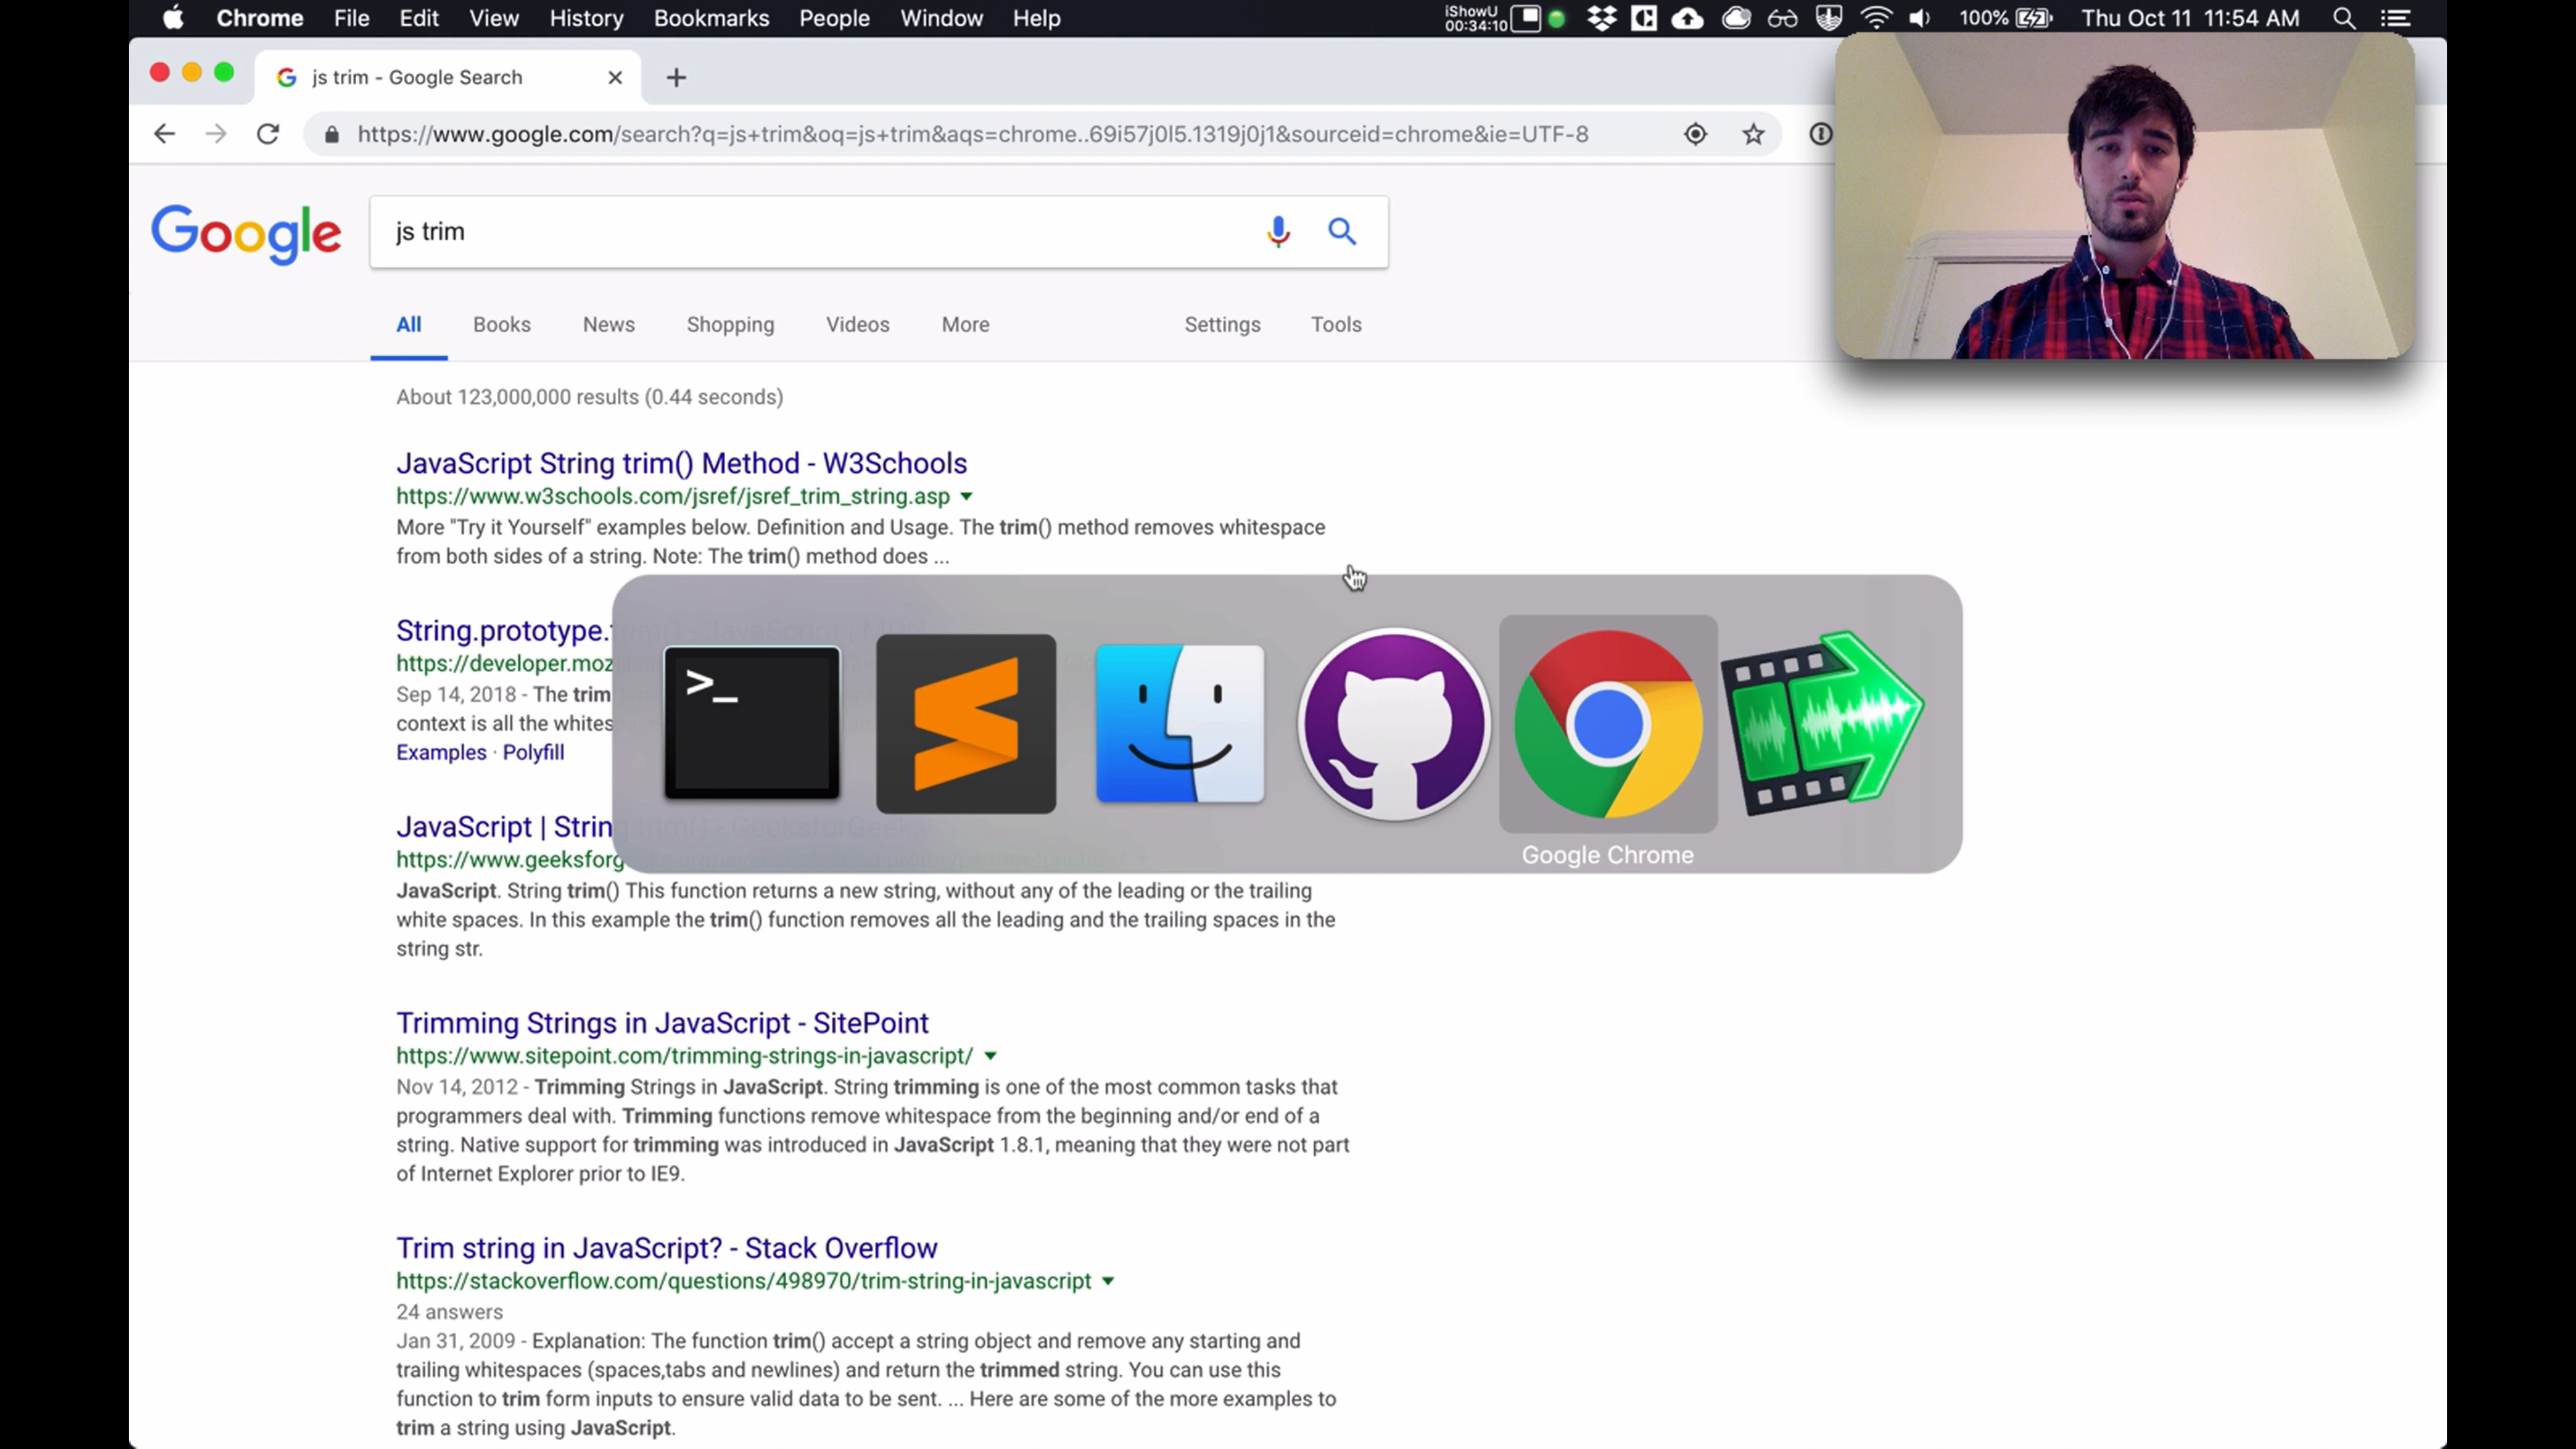 Chrome File Edit View History Bookmarks People Window Help iShowU 00:34:10 100% Thu Oct 11 11:54 AM
js trim - Google Search
https://www.google.com/search?q=js+trim&oq=js+trim&aqs=chrome..69i57j0l5.1319j0j1&sourceid=chrome&ie=UTF-8
Google js trim
All Books News Shopping Videos More Settings Tools
About 123,000,000 results (0.44 seconds)
JavaScript String trim() Method - W3Schools
https://www.w3schools.com/jsref/jsref_trim_string.asp
More "Try it Yourself" examples below. Definition and Usage. The trim() method removes whitespace
from both sides of a string. Note: The trim() method does ...
String.prototype.trim() - JavaScript | MDN
https://developer.moz
Sep 14, 2018 - The trim
context is all the whites
Examples · Polyfill
>_
JavaScript | String trim() - GeeksforGeeks
https://www.geeksforg
Google Chrome
JavaScript. String trim() This function returns a new string, without any of the leading or the trailing
white spaces. In this example the trim() function removes all the leading and the trailing spaces in the
string str.
Trimming Strings in JavaScript - SitePoint
https://www.sitepoint.com/trimming-strings-in-javascript/
Nov 14, 2012 - Trimming Strings in JavaScript. String trimming is one of the most common tasks that
programmers deal with. Trimming functions remove whitespace from the beginning and/or end of a
string. Native support for trimming was introduced in JavaScript 1.8.1, meaning that they were not part
of Internet Explorer prior to IE9.
Trim string in JavaScript? - Stack Overflow
https://stackoverflow.com/questions/498970/trim-string-in-javascript
24 answers
Jan 31, 2009 - Explanation: The function trim() accept a string object and remove any starting and
trailing whitespaces (spaces,tabs and newlines) and return the trimmed string. You can use this
function to trim form inputs to ensure valid data to be sent. ... Here are some of the more examples to
trim a string using JavaScript.